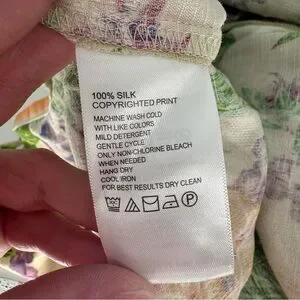 100% SILK
COPYRIGHTED PRINT
MACHINE WASH COLD
WITH LIKE COLORS
MILD DETERGENT
GENTLE CYCLE
ONLY NON-CHLORINE BLEACH
WHEN NEEDED
HANG DRY
COOL IRON
FOR BEST RESULTS DRY CLEAN